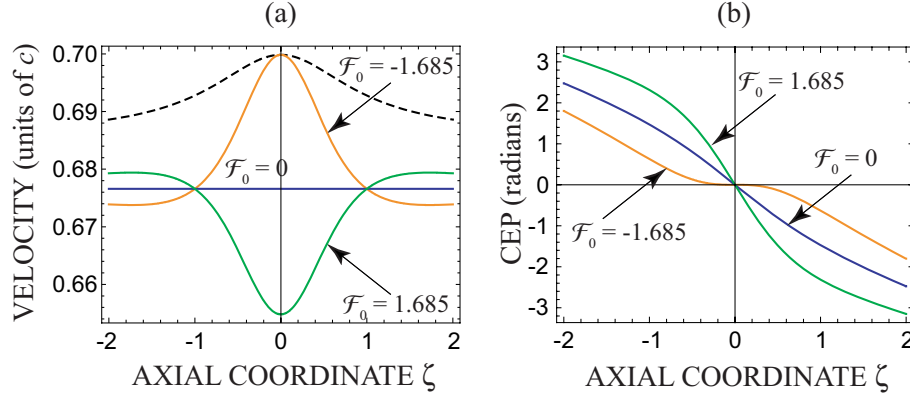 (a)
VELOCITY (units of c)
0.70
0.69
0.68
0.67
0.66
-2
-1
0
1
2
AXIAL COORDINATE ζ
ℱ₀ = -1.685
ℱ₀ = 0
ℱ₀ = 1.685
(b)
CEP (radians)
3
2
1
0
-1
-2
-3
-2
-1
0
1
2
AXIAL COORDINATE ζ
ℱ₀ = 1.685
ℱ₀ = 0
ℱ₀ = -1.685